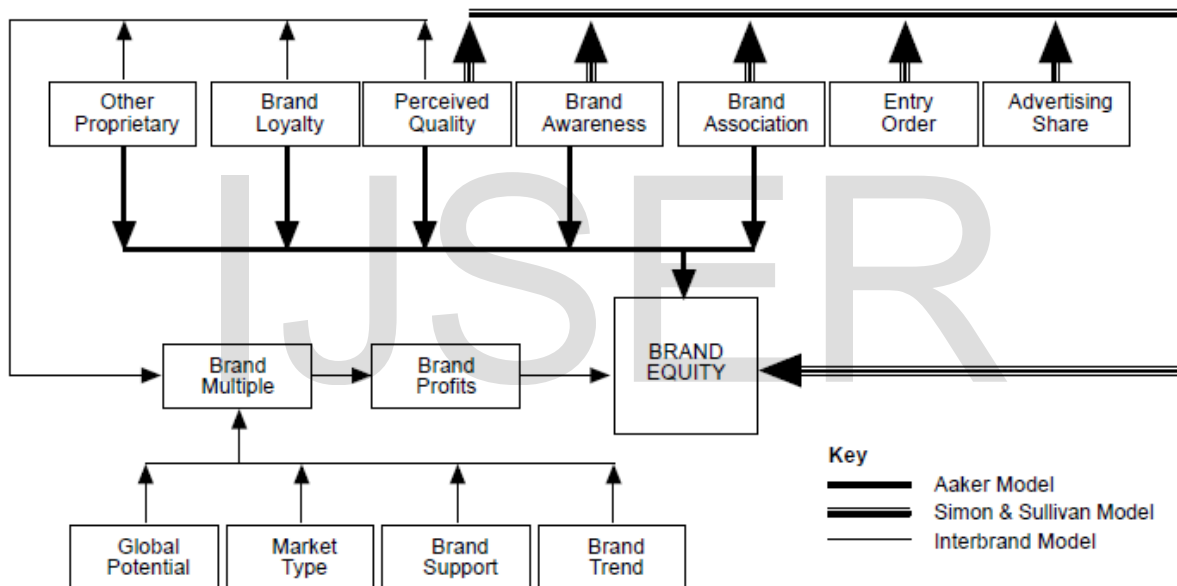 Other
Proprietary
Brand
Loyalty
Perceived
Quality
Brand
Awareness
Brand
Association
Entry
Order
Advertising
Share
IJSER
Brand
Multiple
Brand
Profits
BRAND
EQUITY
Global
Potential
Market
Type
Brand
Support
Brand
Trend
Key
Aaker Model
Simon & Sullivan Model
Interbrand Model